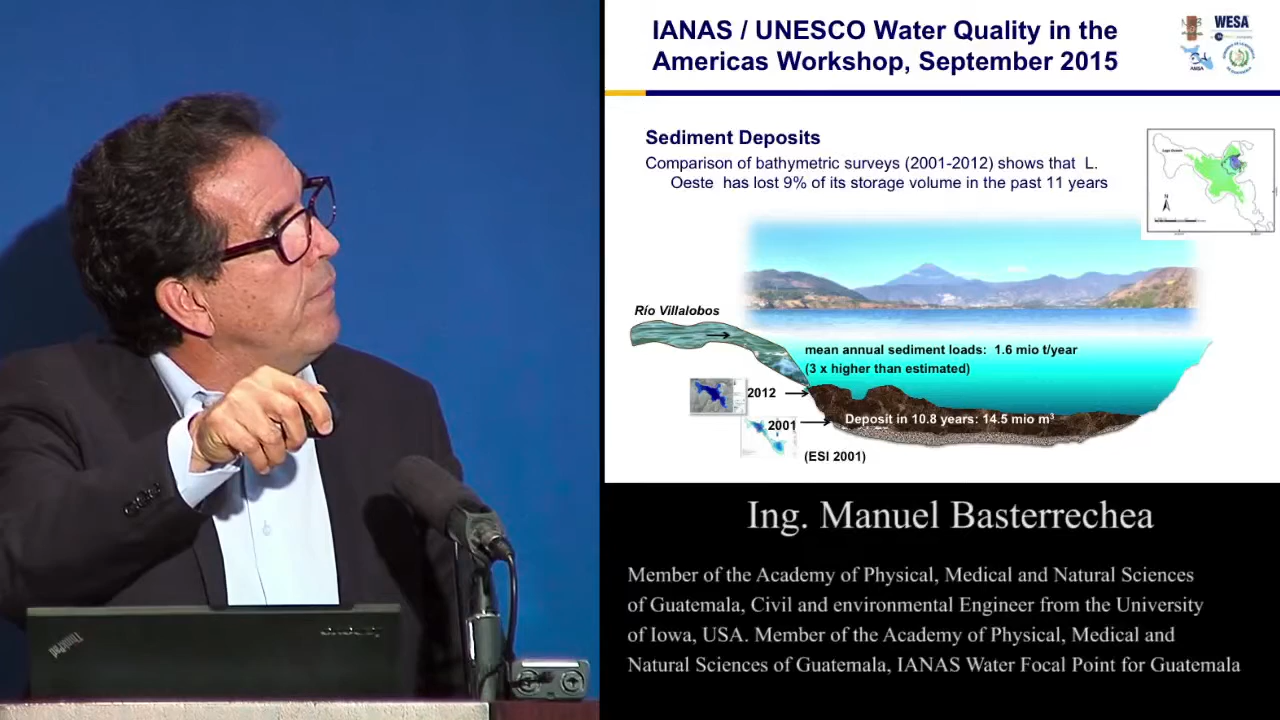 IANAS / UNESCO Water Quality in the
Americas Workshop, September 2015
WESA
AMSA
Sediment Deposits
Comparison of bathymetric surveys (2001-2012) shows that L.
Oeste has lost 9% of its storage volume in the past 11 years
N
Río Villalobos
mean annual sediment loads: 1.6 mio t/year
(3 x higher than estimated)
2012
Deposit in 10.8 years: 14.5 mio m³
2001
(ESI 2001)
ThinkPad
lenovo
Ing. Manuel Basterrechea
Member of the Academy of Physical, Medical and Natural Sciences
of Guatemala, Civil and environmental Engineer from the University
of Iowa, USA. Member of the Academy of Physical, Medical and
Natural Sciences of Guatemala, IANAS Water Focal Point for Guatemala